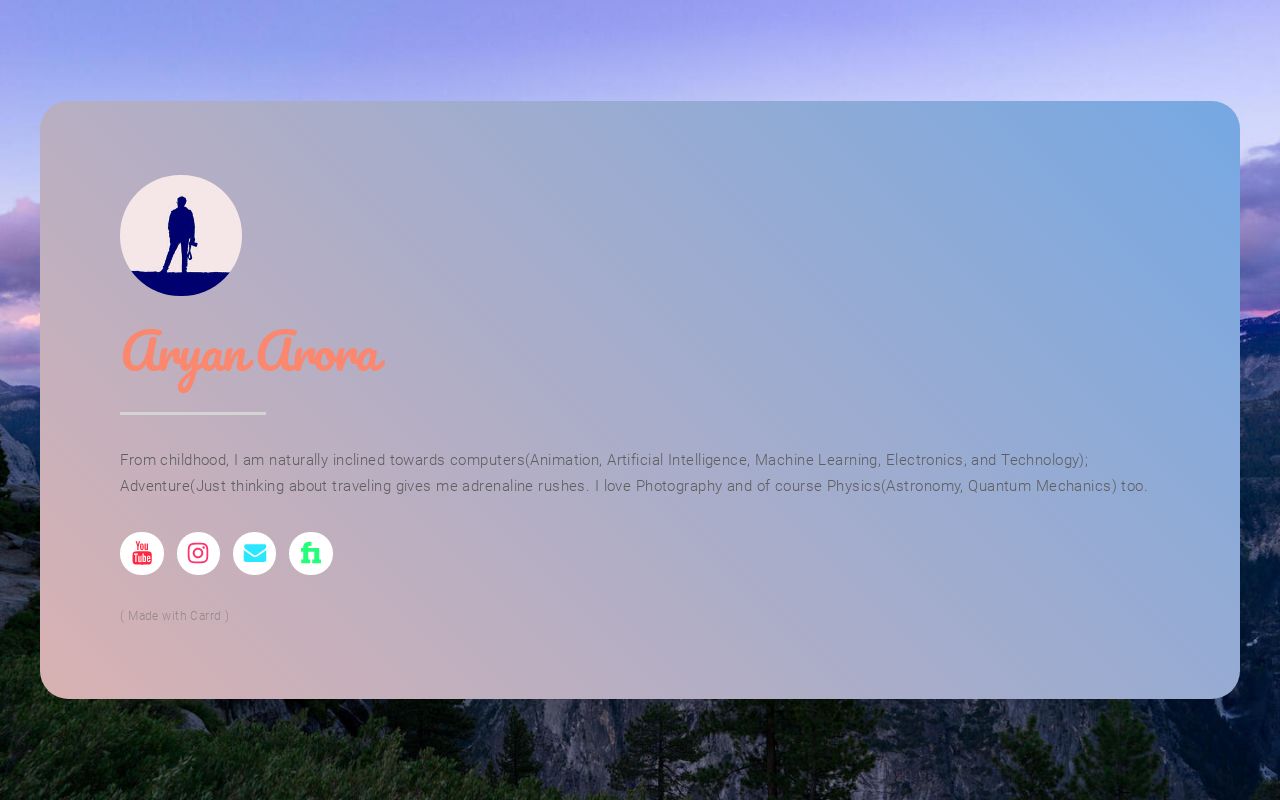 Aryan Arora
From childhood, I am naturally inclined towards computers(Animation, Artificial Intelligence, Machine Learning, Electronics, and Technology);
Adventure(Just thinking about traveling gives me adrenaline rushes. I love Photography and of course Physics(Astronomy, Quantum Mechanics) too.
You
Tube
fi
( Made with Carrd )